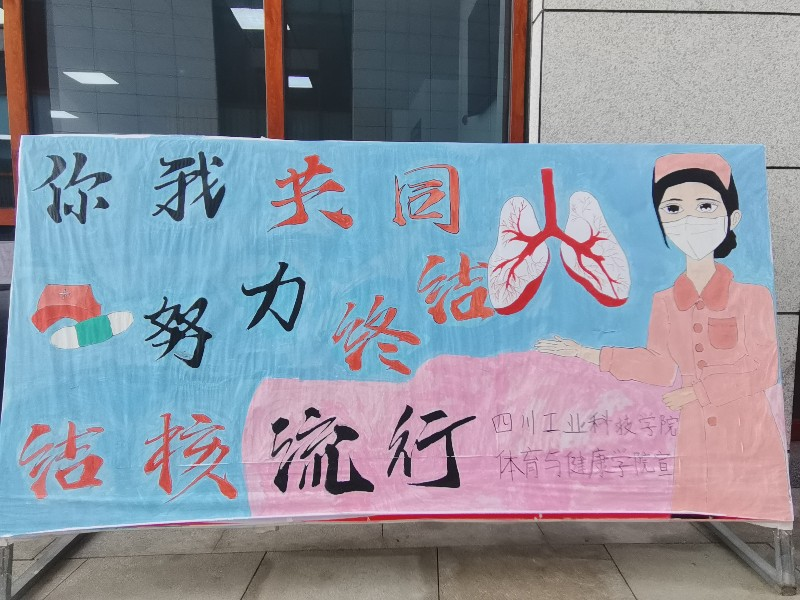 你我共同
努力终结
结核流行
四川工业科技学院
体育与健康学院宣